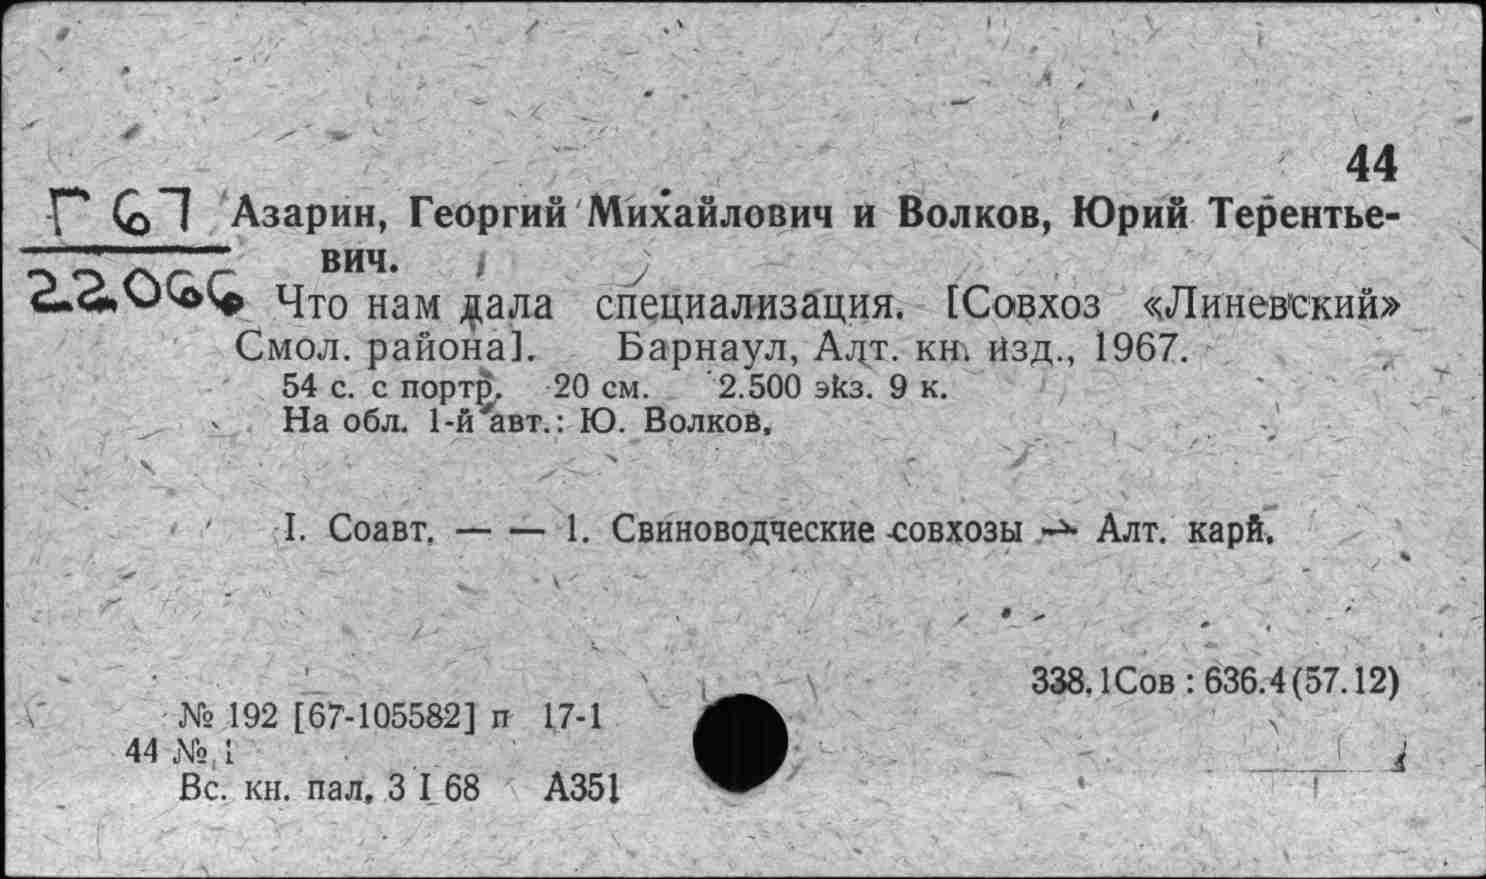 44
Г 67 Азарин, Георгий Михайлович и Волков, Юрий Терентье-
вич.
22066 Что нам дала специализация. [Совхоз «Линевский»
Смол. района]. Барнаул, Алт. кн. изд., 1967.
54 с. с портр. 20 см. 2.500 экз. 9 к.
На обл. 1-й авт.: Ю. Волков.
I. Соавт. — — 1. Свиноводческие совхозы — Алт. край.
338.1Сов : 636.4(57.12)
№ 192 [67-105582] п 17-1
44 № 1
Вс. кн. пал. 3 I 68 А351